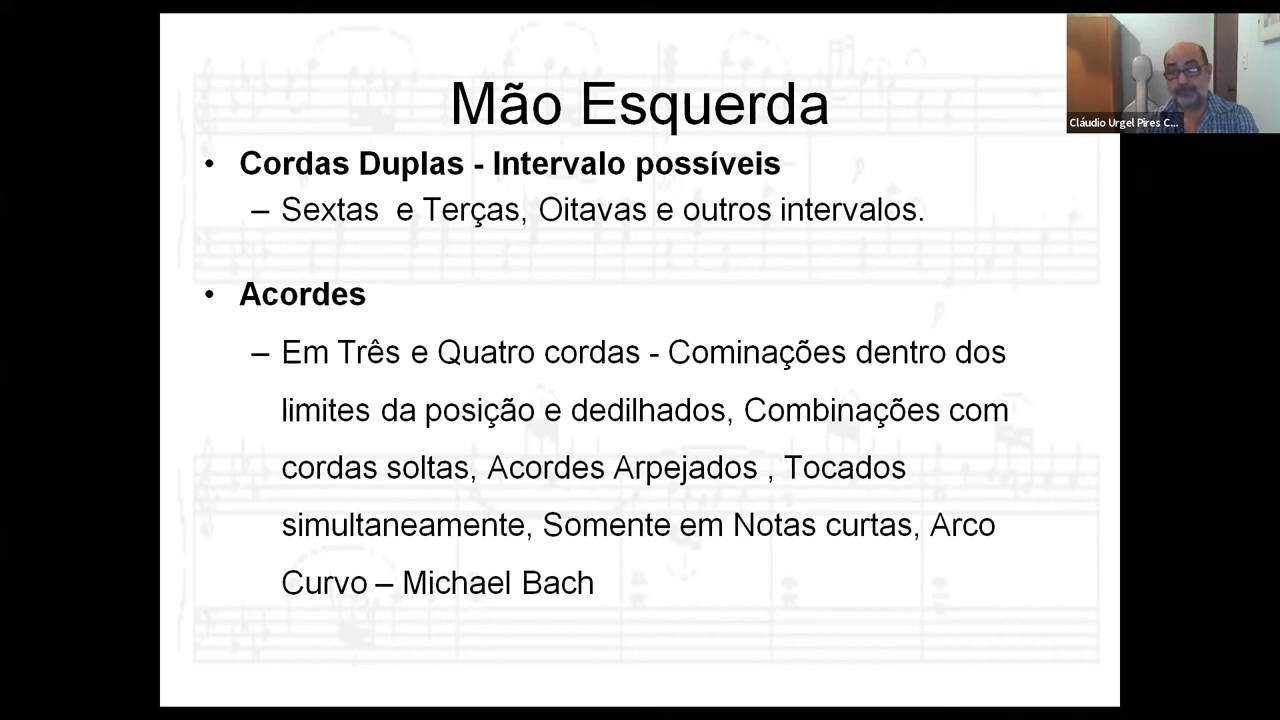 Mão Esquerda
• Cordas Duplas - Intervalo possíveis
– Sextas e Terças, Oitavas e outros intervalos.
• Acordes
– Em Três e Quatro cordas - Cominações dentro dos
limites da posição e dedilhados, Combinações com
cordas soltas, Acordes Arpejados , Tocados
simultaneamente, Somente em Notas curtas, Arco
Curvo – Michael Bach
Cláudio Urgel Pires C...